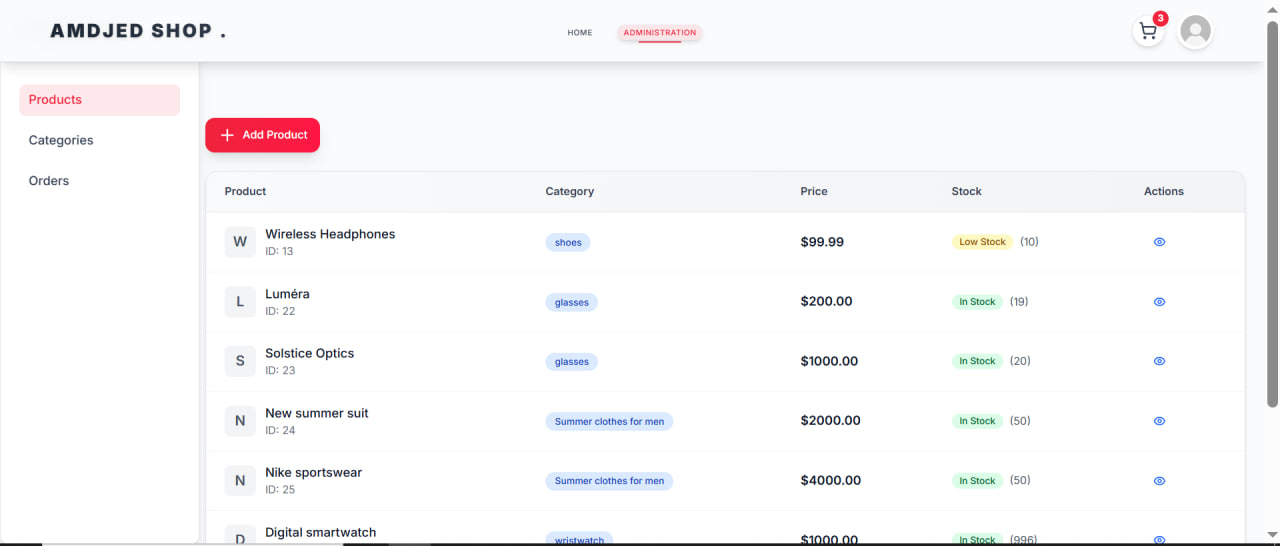 AMDJED SHOP .
HOME
ADMINISTRATION
3
Products
Categories
Orders
Add Product
Product Category Price Stock Actions
W Wireless Headphones shoes $99.99 Low Stock (10)
ID: 13
L Luméra glasses $200.00 In Stock (19)
ID: 22
S Solstice Optics glasses $1000.00 In Stock (20)
ID: 23
N New summer suit Summer clothes for men $2000.00 In Stock (50)
ID: 24
N Nike sportswear Summer clothes for men $4000.00 In Stock (50)
ID: 25
D Digital smartwatch wristwatch $1000.00 In Stock (996)